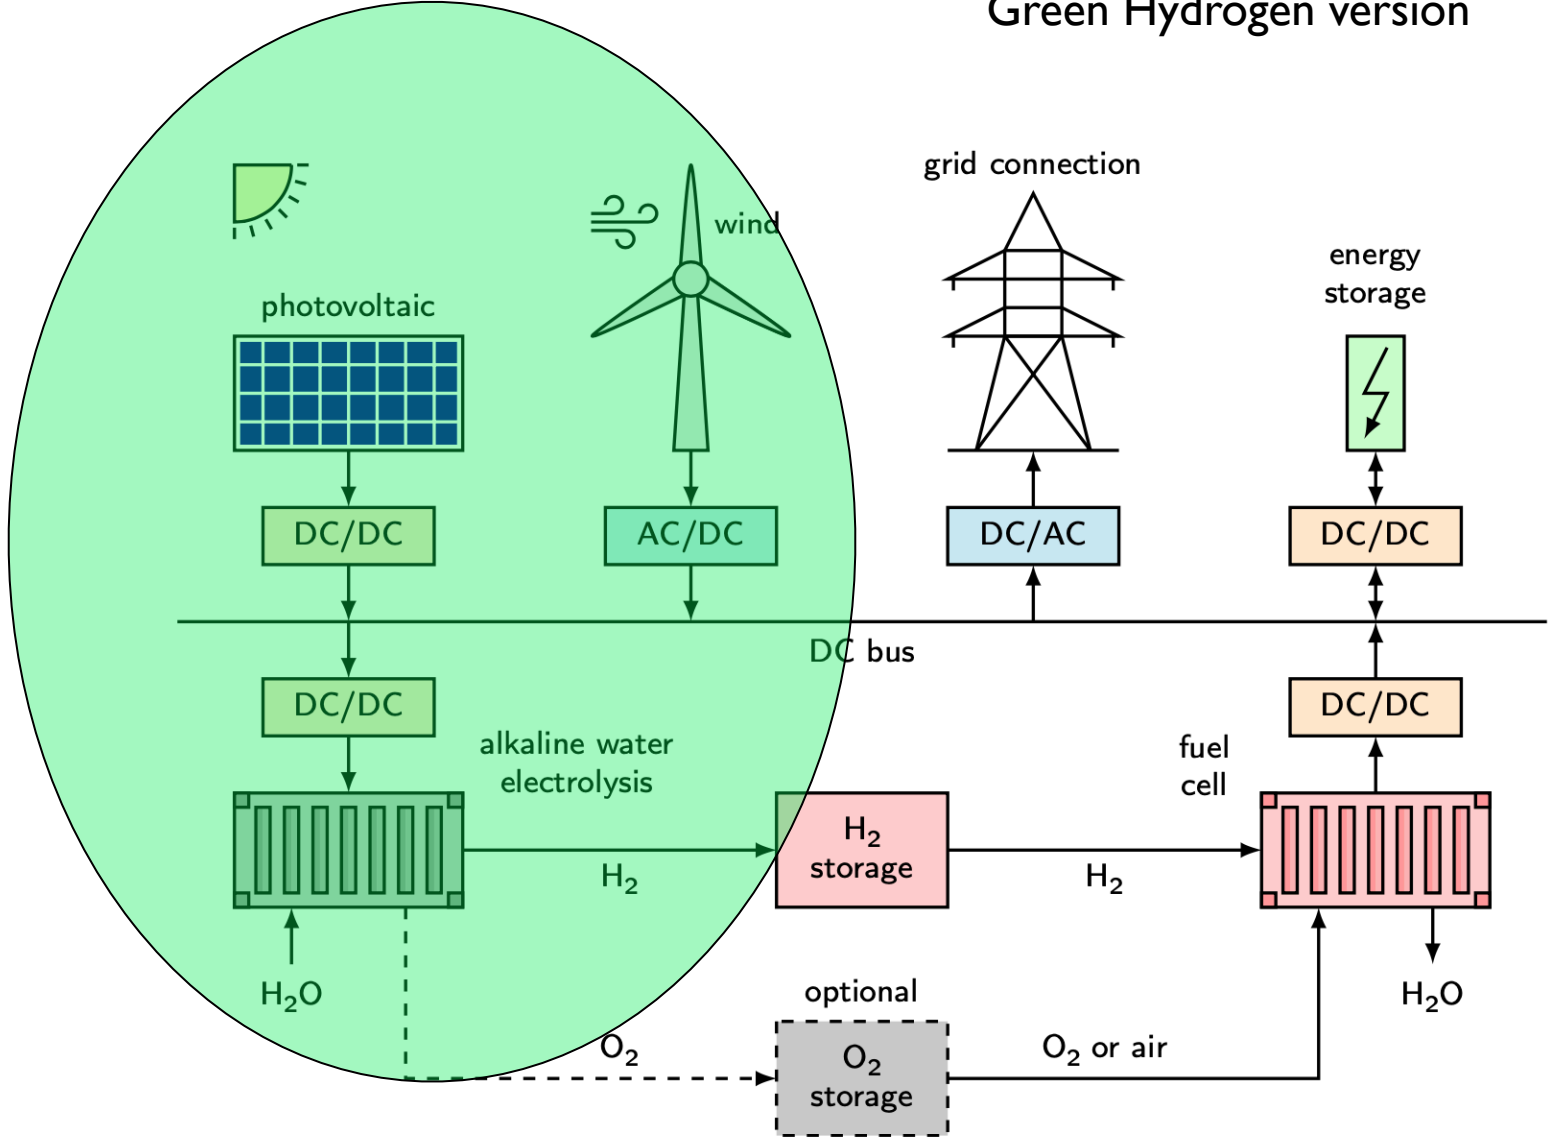 Green Hydrogen version
grid connection
wind
energy
storage
photovoltaic
DC/DC
AC/DC
DC/AC
DC/DC
DC bus
DC/DC
DC/DC
alkaline water
electrolysis
fuel
cell
H₂
storage
H₂
H₂
H₂O
optional
H₂O
O₂
O₂
storage
O₂ or air